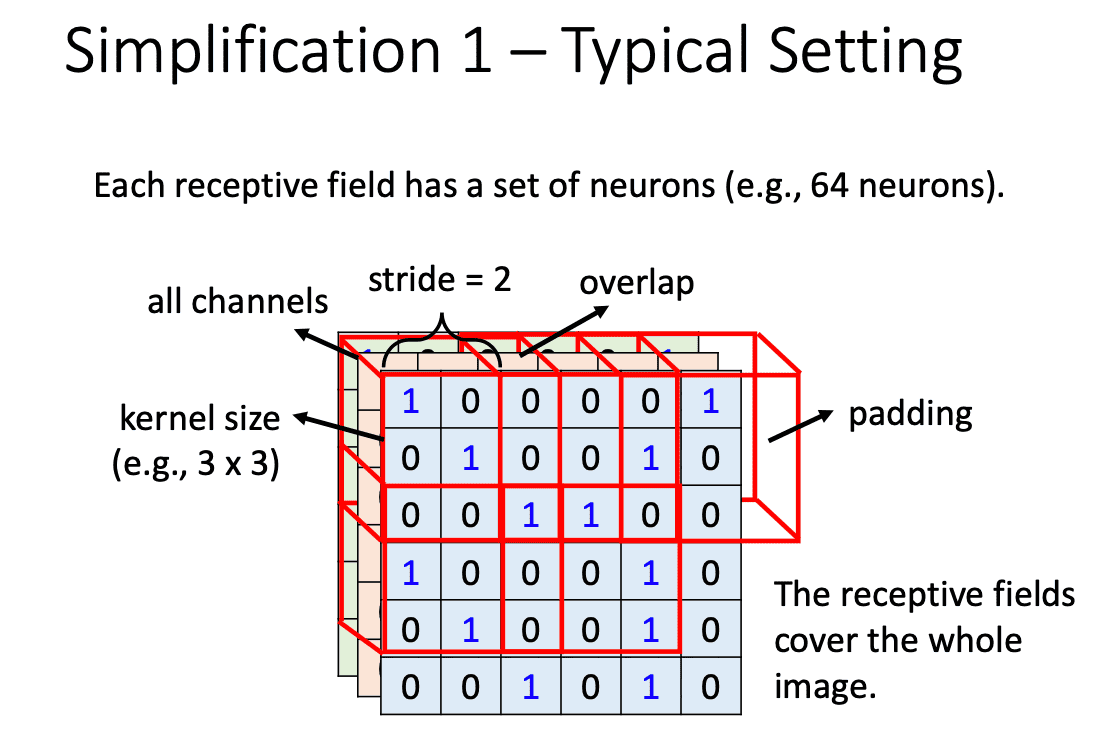 Simplification 1 – Typical Setting
Each receptive field has a set of neurons (e.g., 64 neurons).
stride = 2
overlap
all channels
kernel size
(e.g., 3 x 3)
padding
1 0 0 0 0 1
0 1 0 0 1 0
0 0 1 1 0 0
1 0 0 0 1 0
0 1 0 0 1 0
0 0 1 0 1 0
The receptive fields
cover the whole
image.